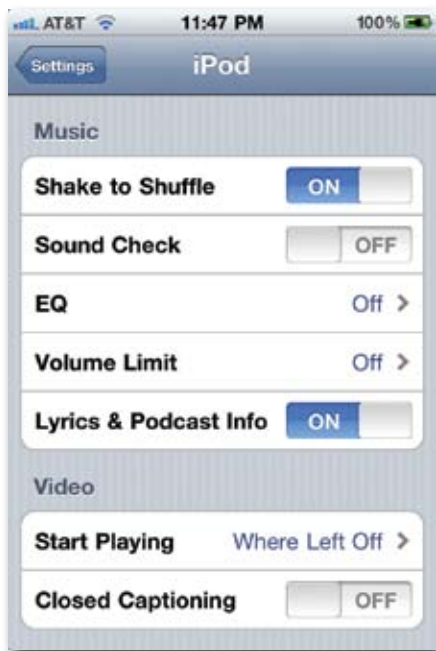 AT&T 11:47 PM 100%
Settings iPod
Music
Shake to Shuffle ON
Sound Check OFF
EQ Off
Volume Limit Off
Lyrics & Podcast Info ON
Video
Start Playing Where Left Off
Closed Captioning OFF